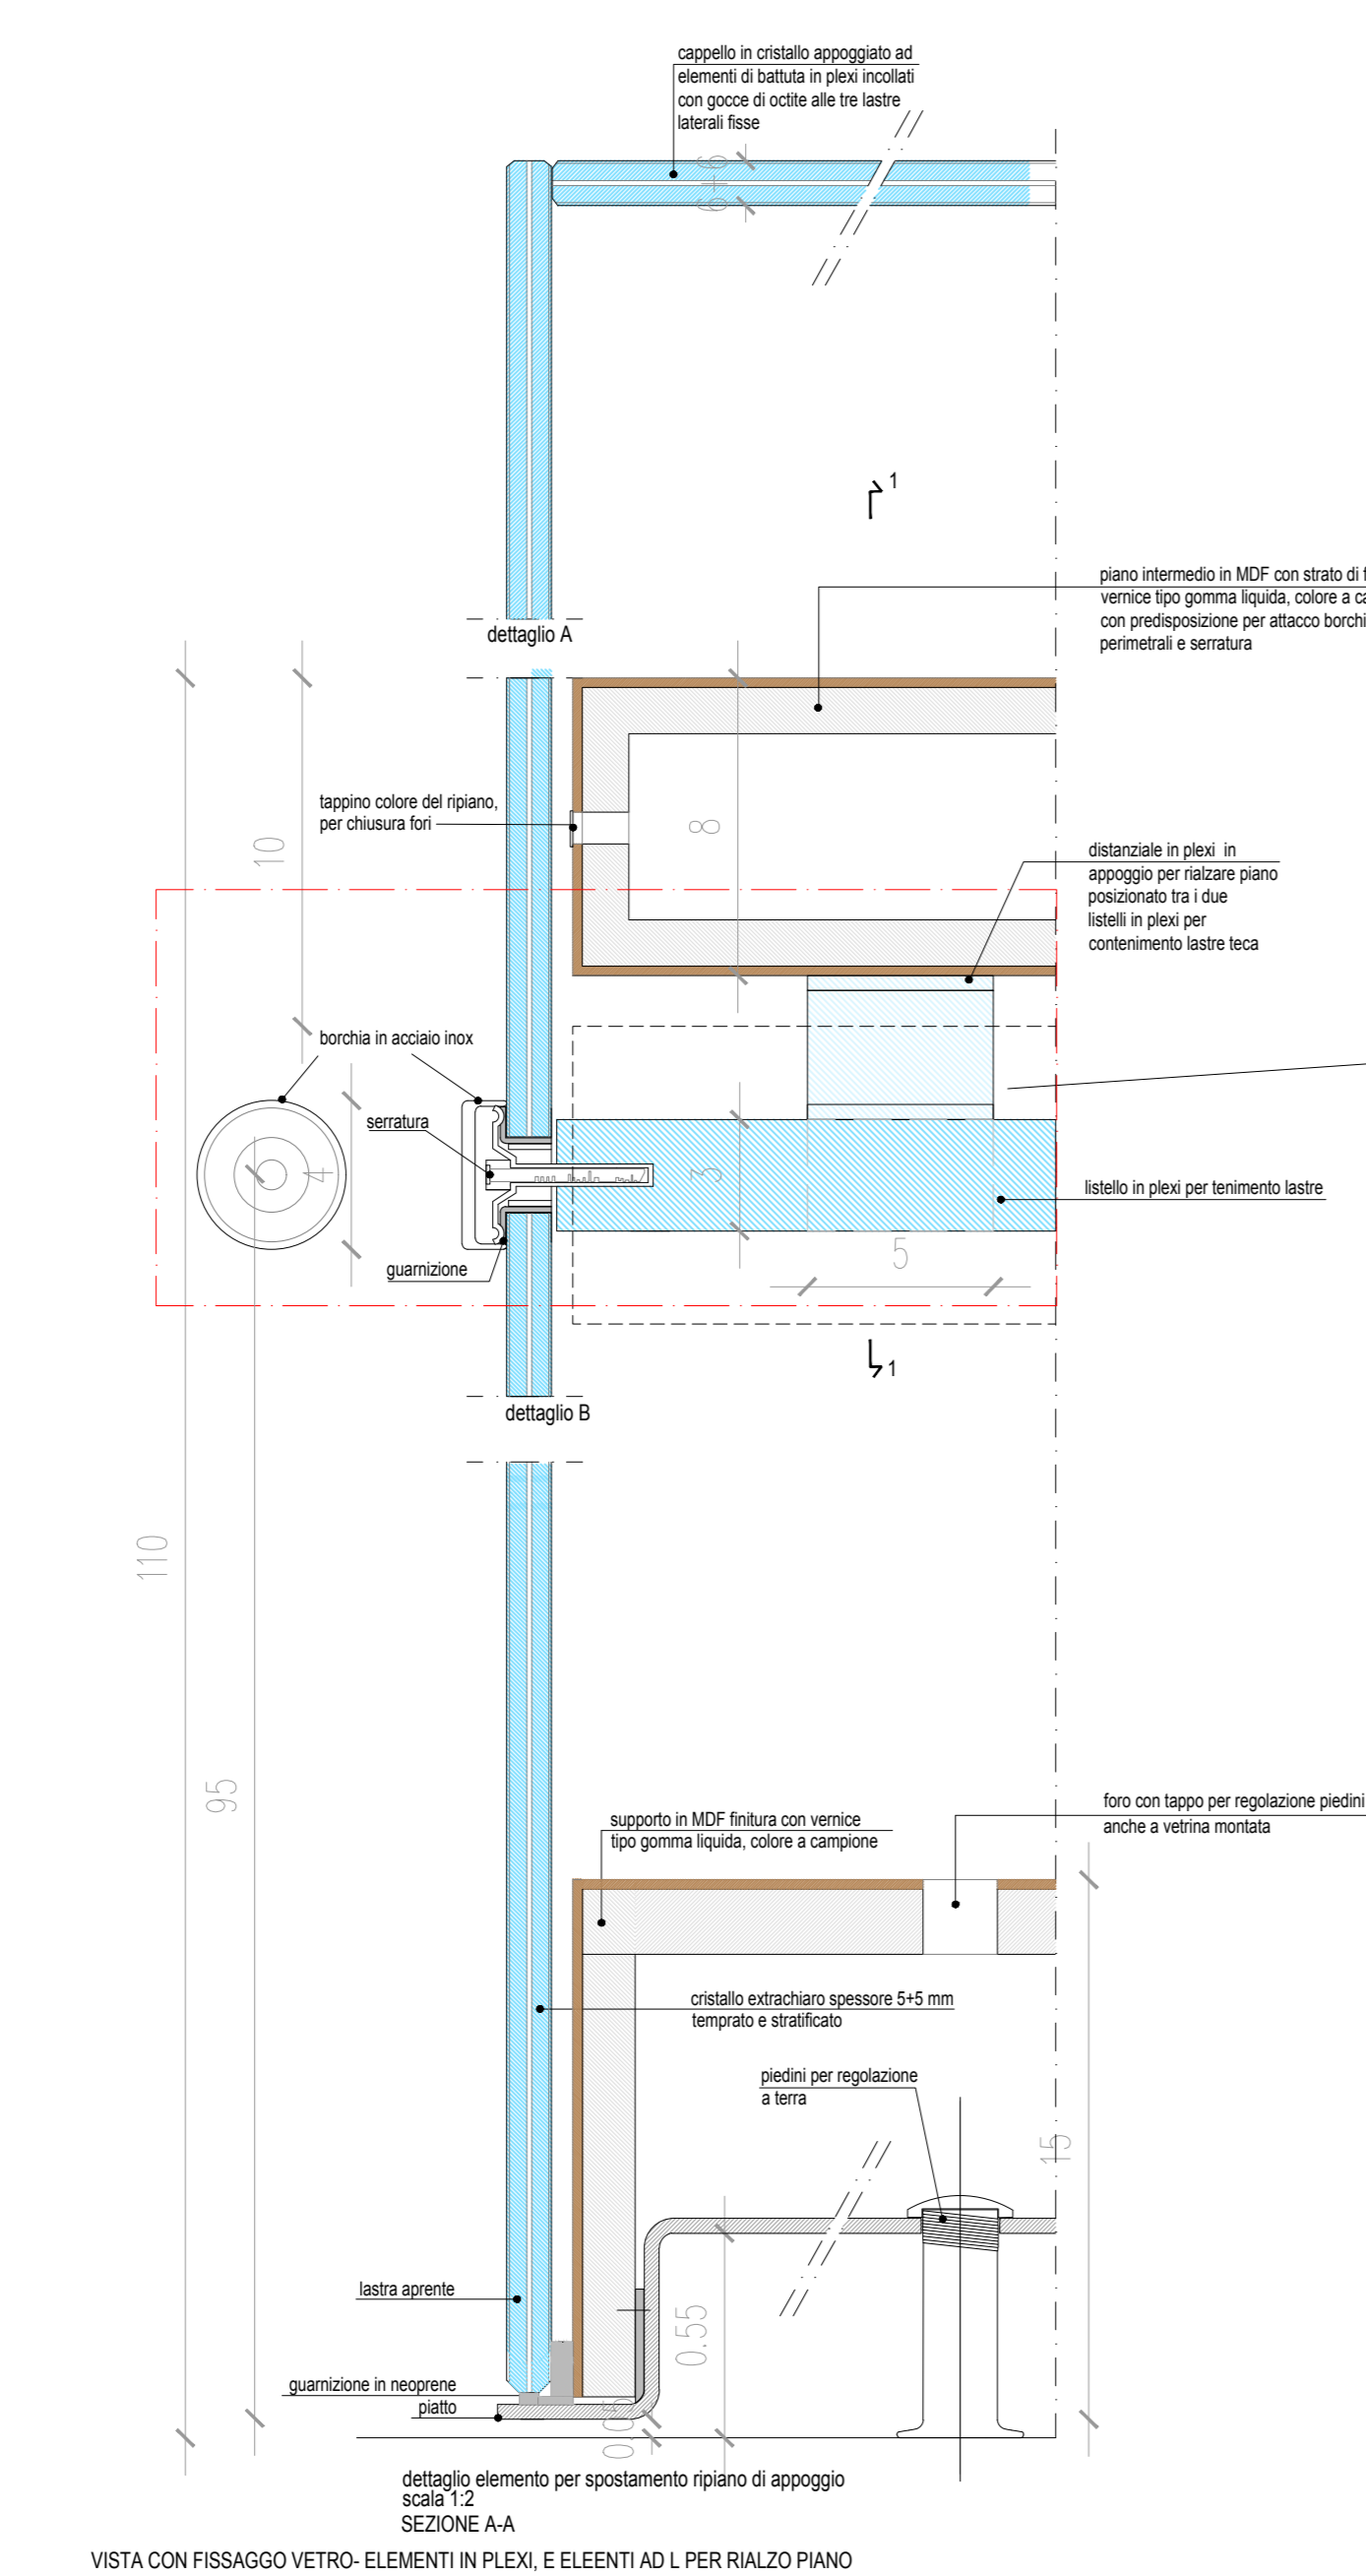 cappello in cristallo appoggiato ad
elementi di battuta in plexi incollati
con gocce di octite alle tre lastre
laterali fisse
6+6
1
piano intermedio in MDF con strato di
vernice tipo gomma liquida, colore a
con predisposizione per attacco
perimetrali e serratura
dettaglio A
tappino colore del ripiano,
per chiusura fori
10
8
distanziale in plexi in
appoggio per rialzare piano
posizionato tra i due
listelli in plexi per
contenimento lastre teca
borchia in acciaio inox
serratura
4
3
listello in plexi per tenimento lastre
guarnizione
5
1
dettaglio B
110
95
foro con tappo per regolazione piedini
anche a vetrina montata
supporto in MDF finitura con vernice
tipo gomma liquida, colore a campione
cristallo extrachiaro spessore 5+5 mm
temprato e stratificato
piedini per regolazione
a terra
15
lastra aprente
0.55
guarnizione in neoprene
piatto
0.05
dettaglio elemento per spostamento ripiano di appoggio
scala 1:2
SEZIONE A-A
VISTA CON FISSAGGO VETRO- ELEMENTI IN PLEXI, E ELEENTI AD L PER RIALZO PIANO